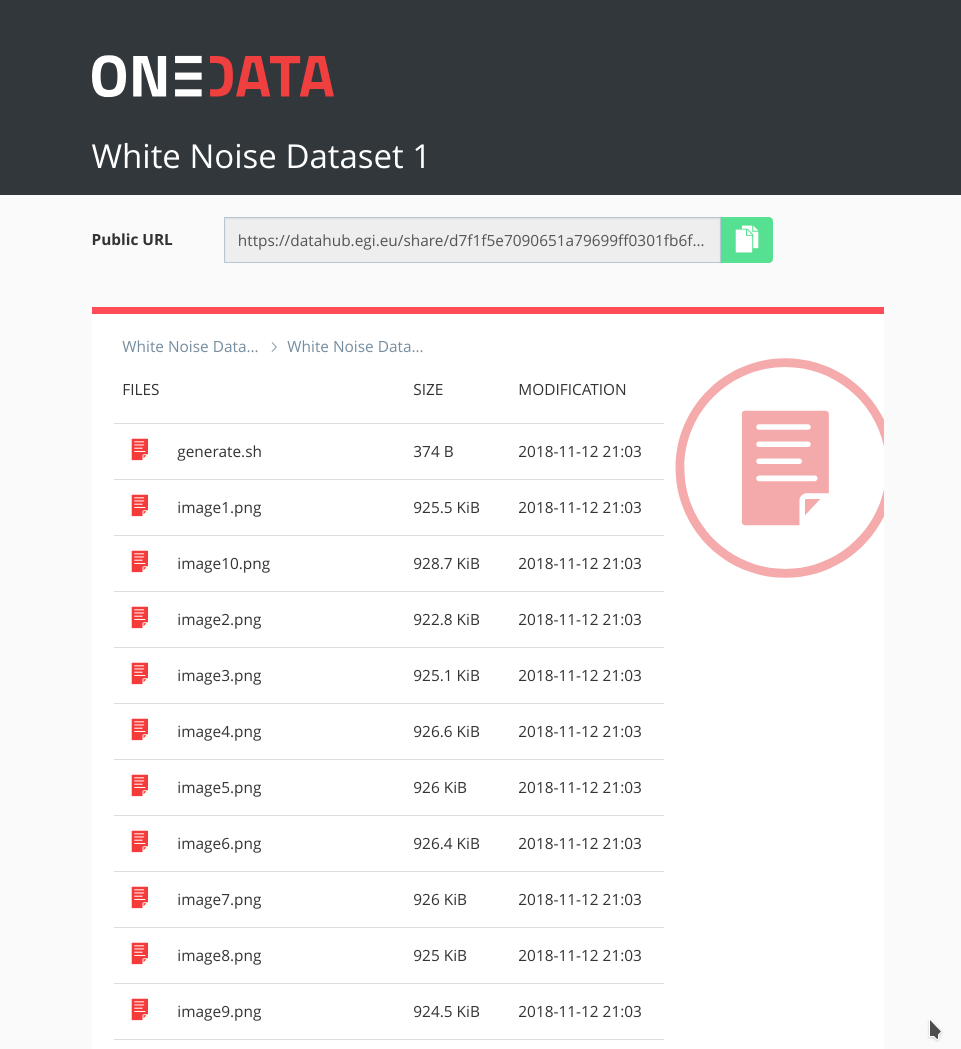 ONEDATA
White Noise Dataset 1
Public URL https://datahub.egi.eu/share/d7f1f5e7090651a79699ff0301fb6f...
White Noise Data... > White Noise Data...
FILES SIZE MODIFICATION
generate.sh 374 B 2018-11-12 21:03
image1.png 925.5 KiB 2018-11-12 21:03
image10.png 928.7 KiB 2018-11-12 21:03
image2.png 922.8 KiB 2018-11-12 21:03
image3.png 925.1 KiB 2018-11-12 21:03
image4.png 926.6 KiB 2018-11-12 21:03
image5.png 926 KiB 2018-11-12 21:03
image6.png 926.4 KiB 2018-11-12 21:03
image7.png 926 KiB 2018-11-12 21:03
image8.png 925 KiB 2018-11-12 21:03
image9.png 924.5 KiB 2018-11-12 21:03